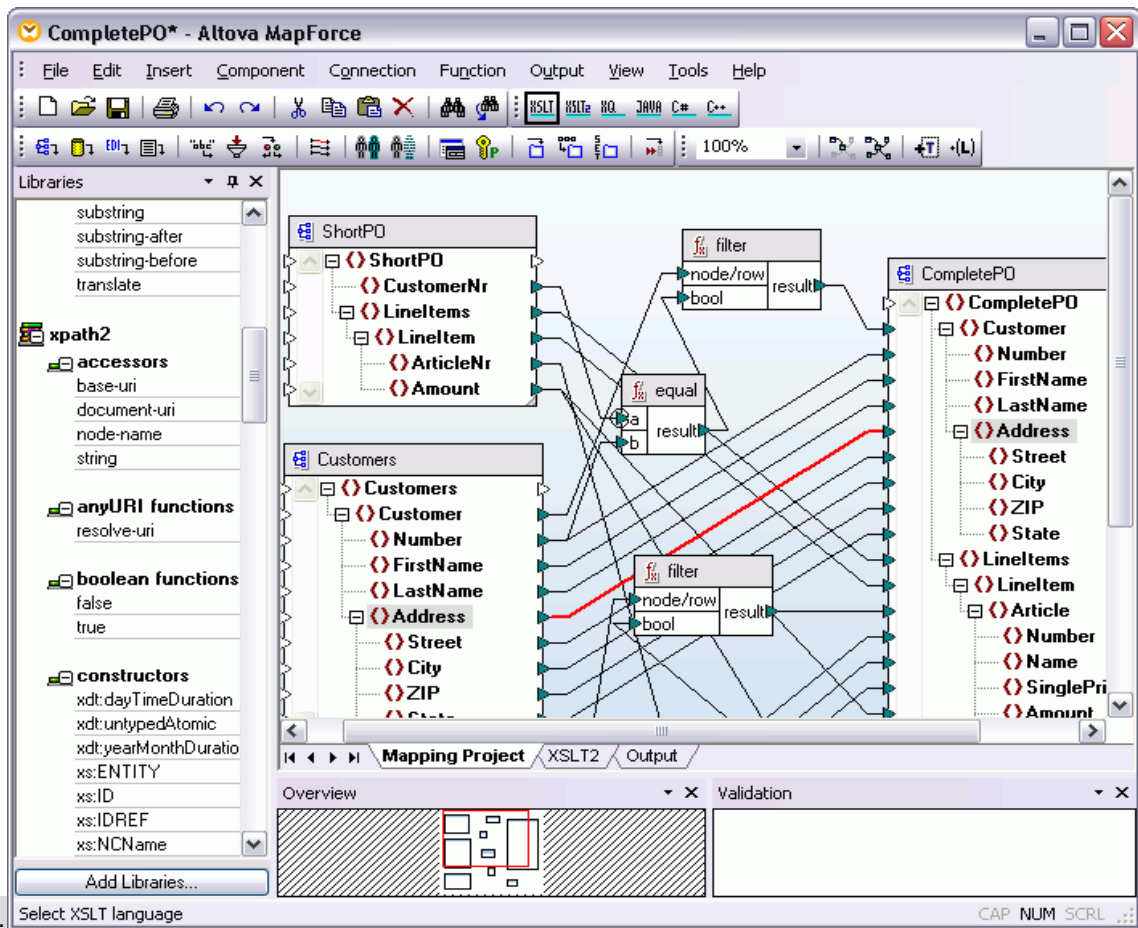 CompletePO* - Altova MapForce
File Edit Insert Component Connection Function Output View Tools Help
XSLT XSLT2 XQ JAVA C# C++
"abc" EDI P 100% T (L)
Libraries
substring
substring-after
substring-before
translate
xpath2
accessors
base-uri
document-uri
node-name
string
anyURI functions
resolve-uri
boolean functions
false
true
constructors
xdt:dayTimeDuration
xdt:untypedAtomic
xdt:yearMonthDuratio
xs:ENTITY
xs:ID
xs:IDREF
xs:NCName
Add Libraries...
ShortPO
ShortPO
CustomerNr
LineItems
LineItem
ArticleNr
Amount
Customers
Customers
Customer
Number
FirstName
LastName
Address
Street
City
ZIP
State
filter
node/row
result
bool
equal
a
result
b
filter
node/row
result
bool
CompletePO
CompletePO
Customer
Number
FirstName
LastName
Address
Street
City
ZIP
State
LineItems
LineItem
Article
Number
Name
SinglePri
Amount
Mapping Project XSLT2 Output
Overview
Validation
Select XSLT language
CAP NUM SCRL